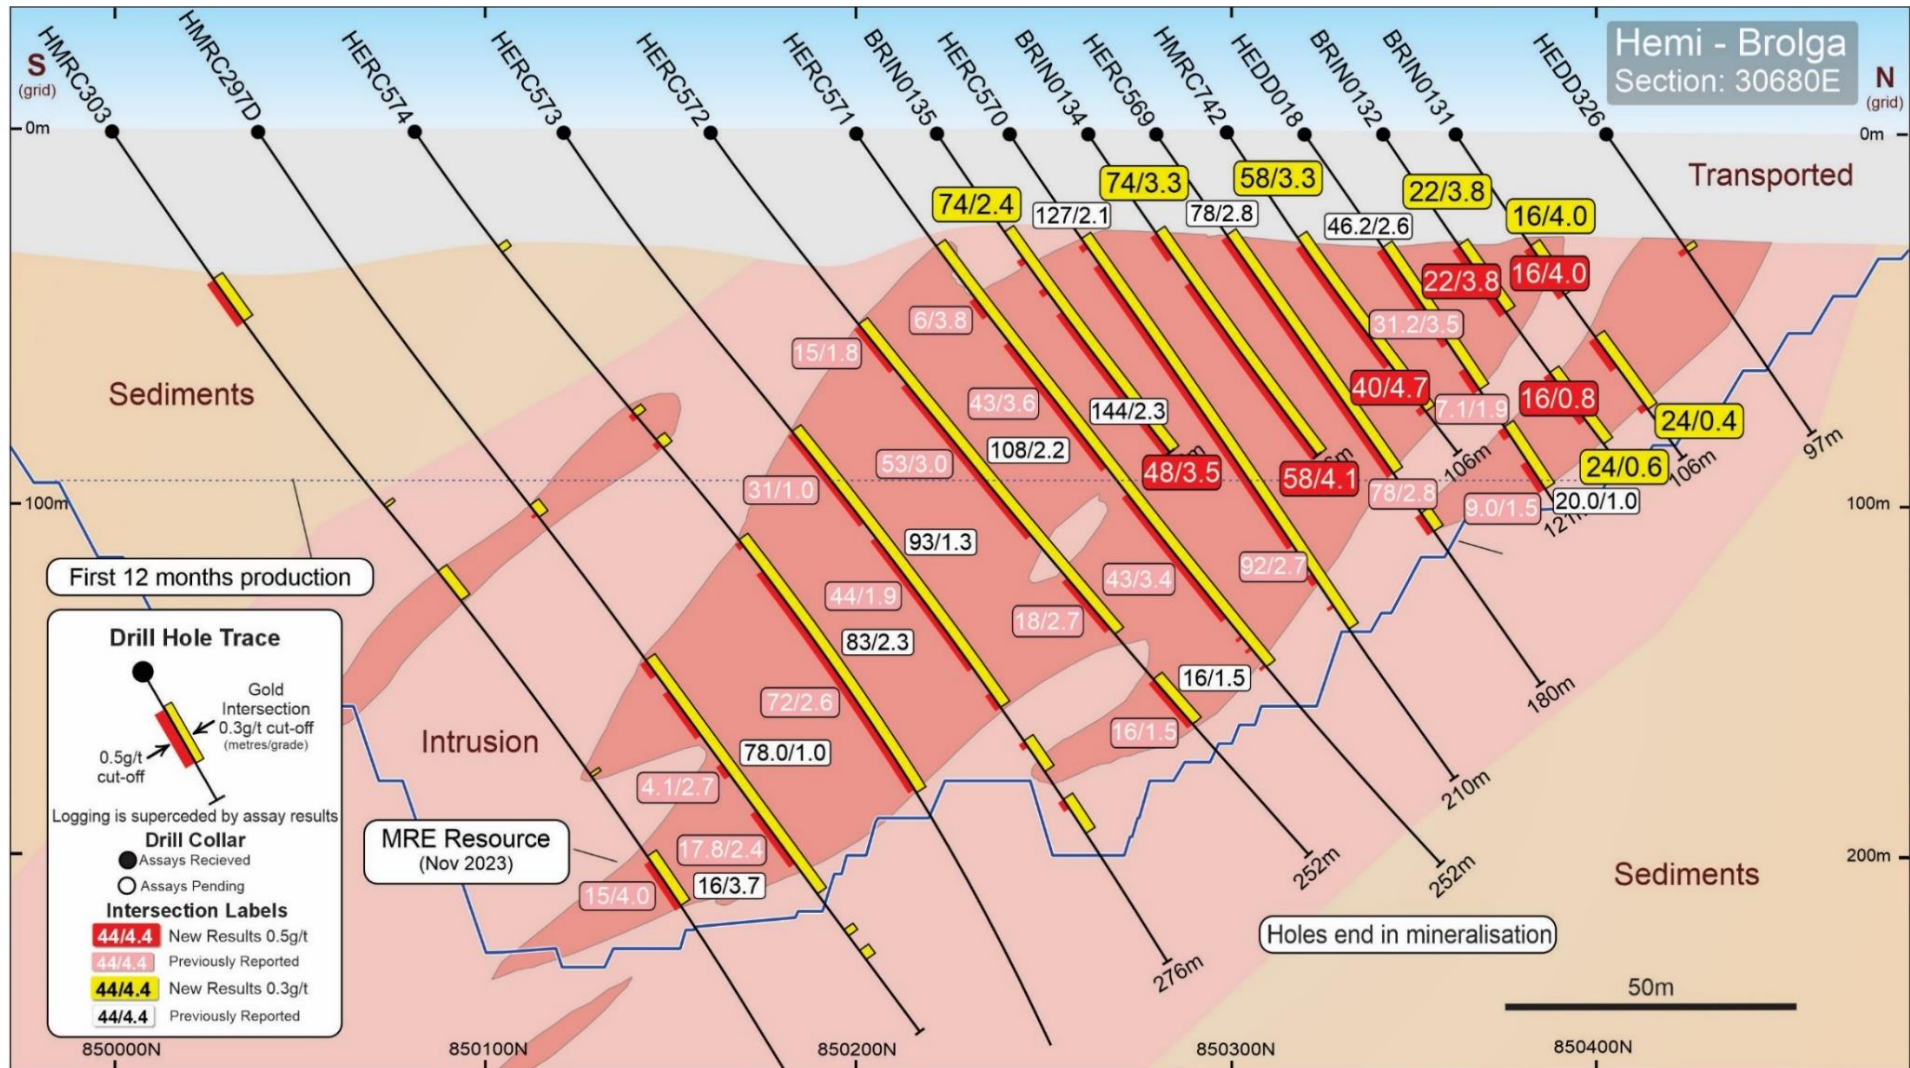 Hemi - Brolga
Section: 30680E
S
(grid)
N
(grid)
HMRC303
HMRC297D
HERC574
HERC573
HERC572
HERC571
BRIN0135
HERC570
BRIN0134
HERC569
HMRC742
HEDD018
BRIN0132
BRIN0131
HEDD326
0m
0m
Transported
74/2.4
127/2.1
74/3.3
78/2.8
58/3.3
46.2/2.6
22/3.8
16/4.0
22/3.8
16/4.0
6/3.8
31.2/3.5
15/1.8
Sediments
43/3.6
144/2.3
40/4.7
7.1/1.9
16/0.8
24/0.4
97m
108/2.2
53/3.0
48/3.5
58/4.1
106m
24/0.6
106m
31/1.0
78/2.8
9.0/1.5
20.0/1.0
100m
100m
93/1.3
First 12 months production
44/1.9
43/3.4
92/2.7
18/2.7
83/2.3
16/1.5
72/2.6
16/1.5
180m
Intrusion
78.0/1.0
4.1/2.7
210m
MRE Resource
(Nov 2023)
17.8/2.4
15/4.0
16/3.7
200m
252m
252m
Sediments
Holes end in mineralisation
276m
50m
Drill Hole Trace
Gold
Intersection
0.3g/t cut-off
(metres/grade)
0.5g/t
cut-off
Logging is superceded by assay results
Drill Collar
Assays Recieved
Assays Pending
Intersection Labels
44/4.4 New Results 0.5g/t
44/4.4 Previously Reported
44/4.4 New Results 0.3g/t
44/4.4 Previously Reported
850000N
850100N
850200N
850300N
850400N